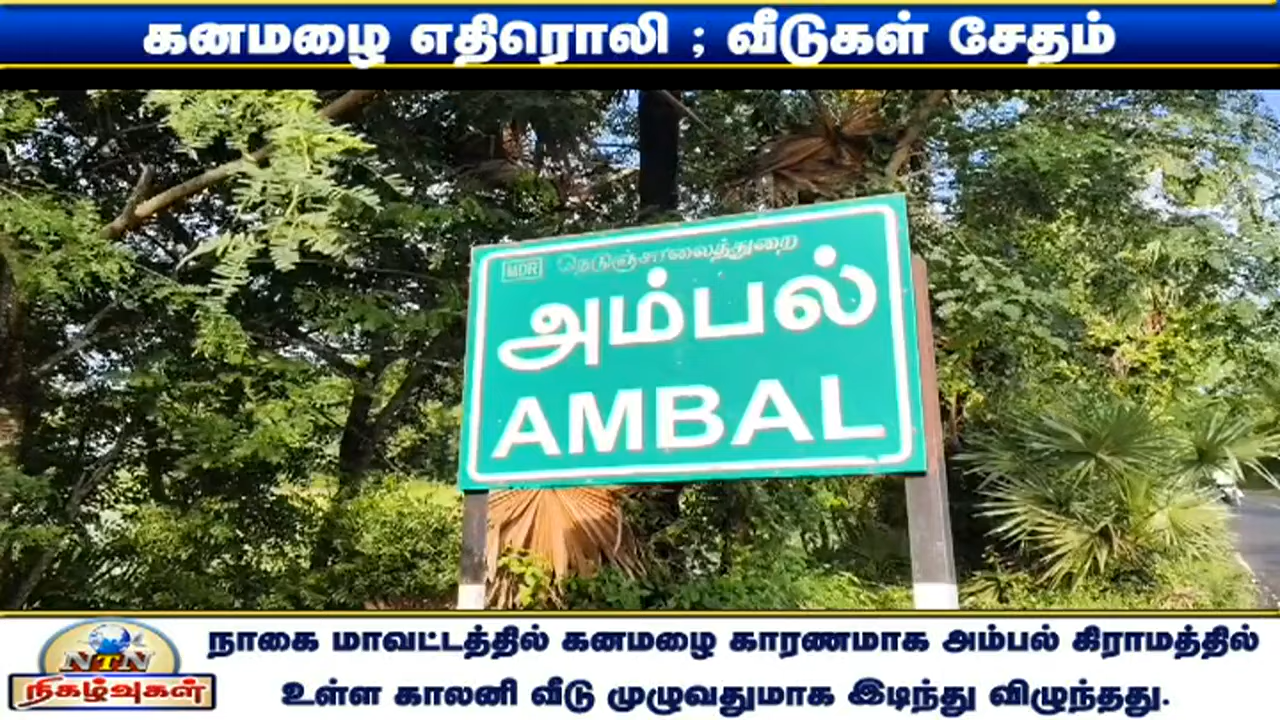 கனமழை எதிரொலி ; வீடுகள் சேதம்
MDR நெடுஞ்சாலைத்துறை
அம்பல்
AMBAL
NTN
நிகழ்வுகள்
நாகை மாவட்டத்தில் கனமழை காரணமாக அம்பல் கிராமத்தில்
உள்ள காலனி வீடு முழுவதுமாக இடிந்து விழுந்தது.